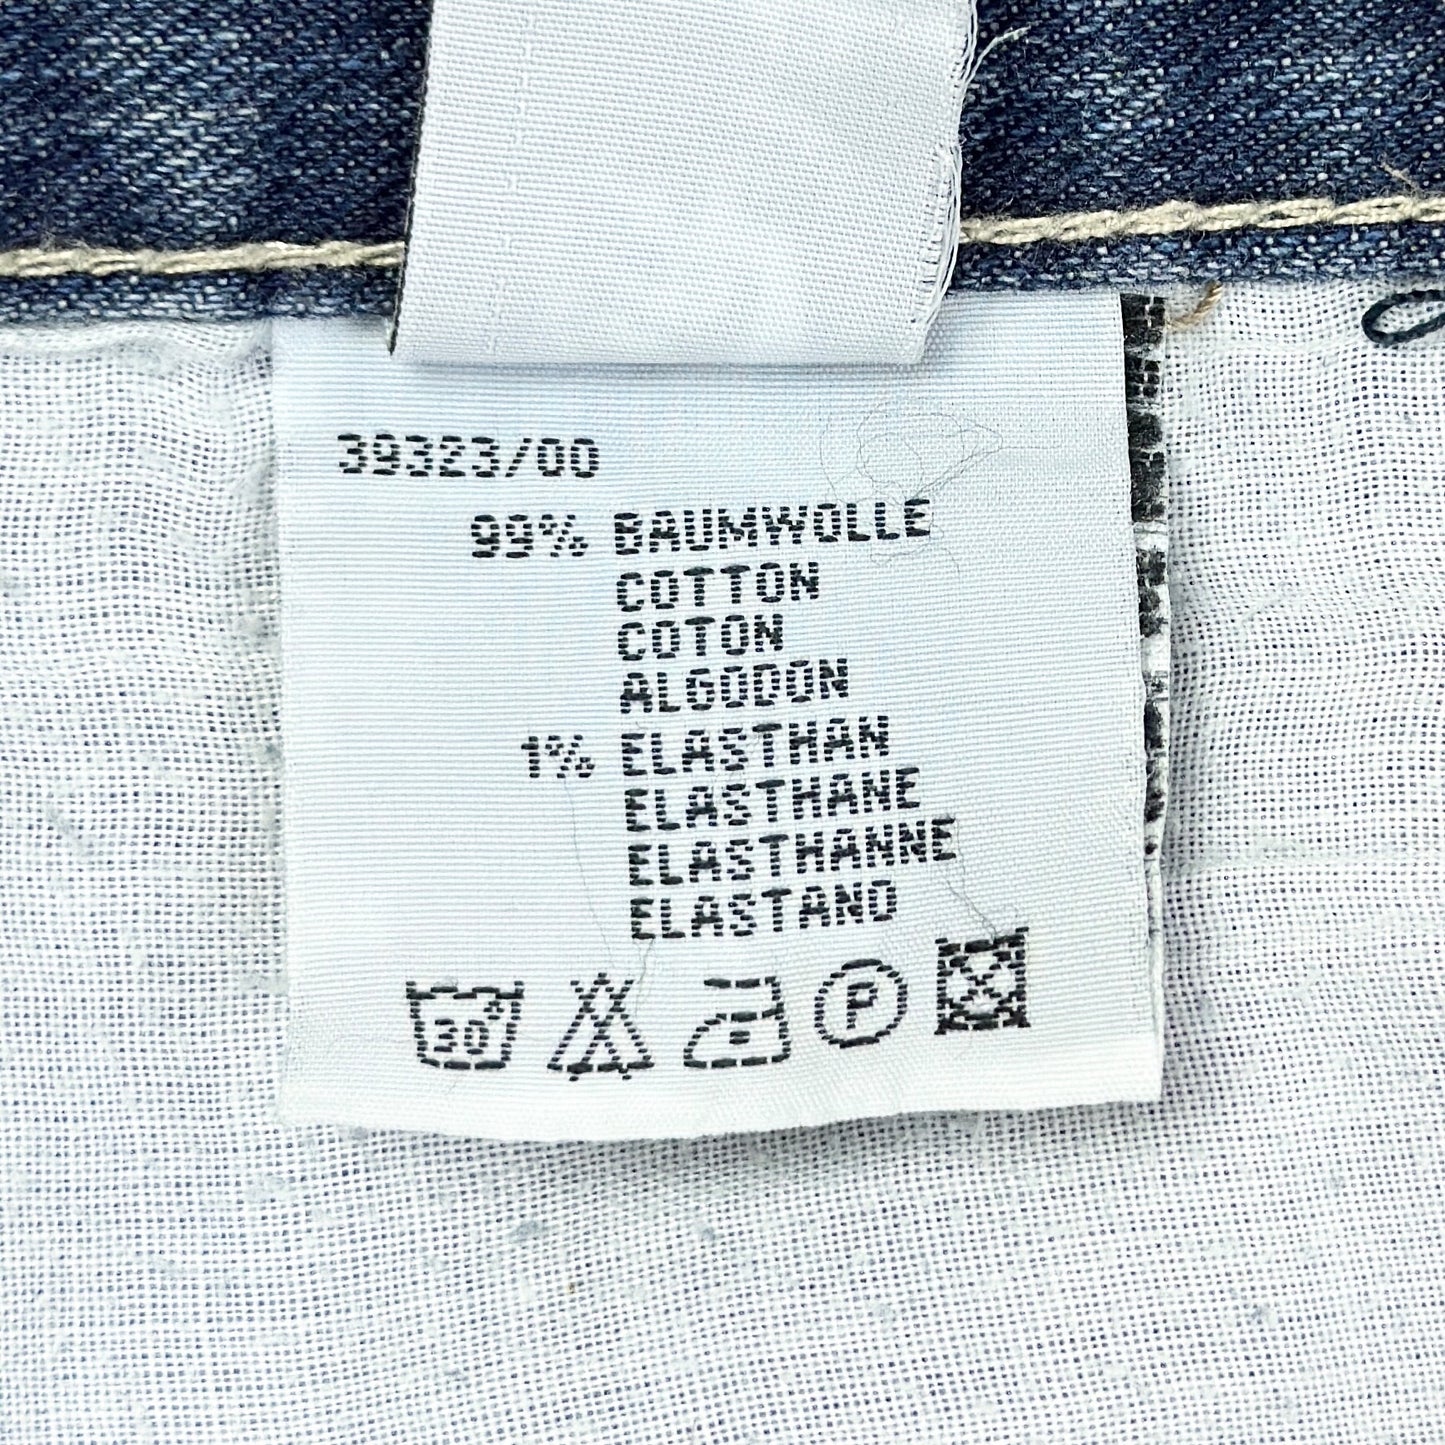 39323/00
99% BAUMWOLLE
COTTON
COTON
ALGODON
1% ELASTHAN
ELASTHANE
ELASTHANNE
ELASTANO
30°
P